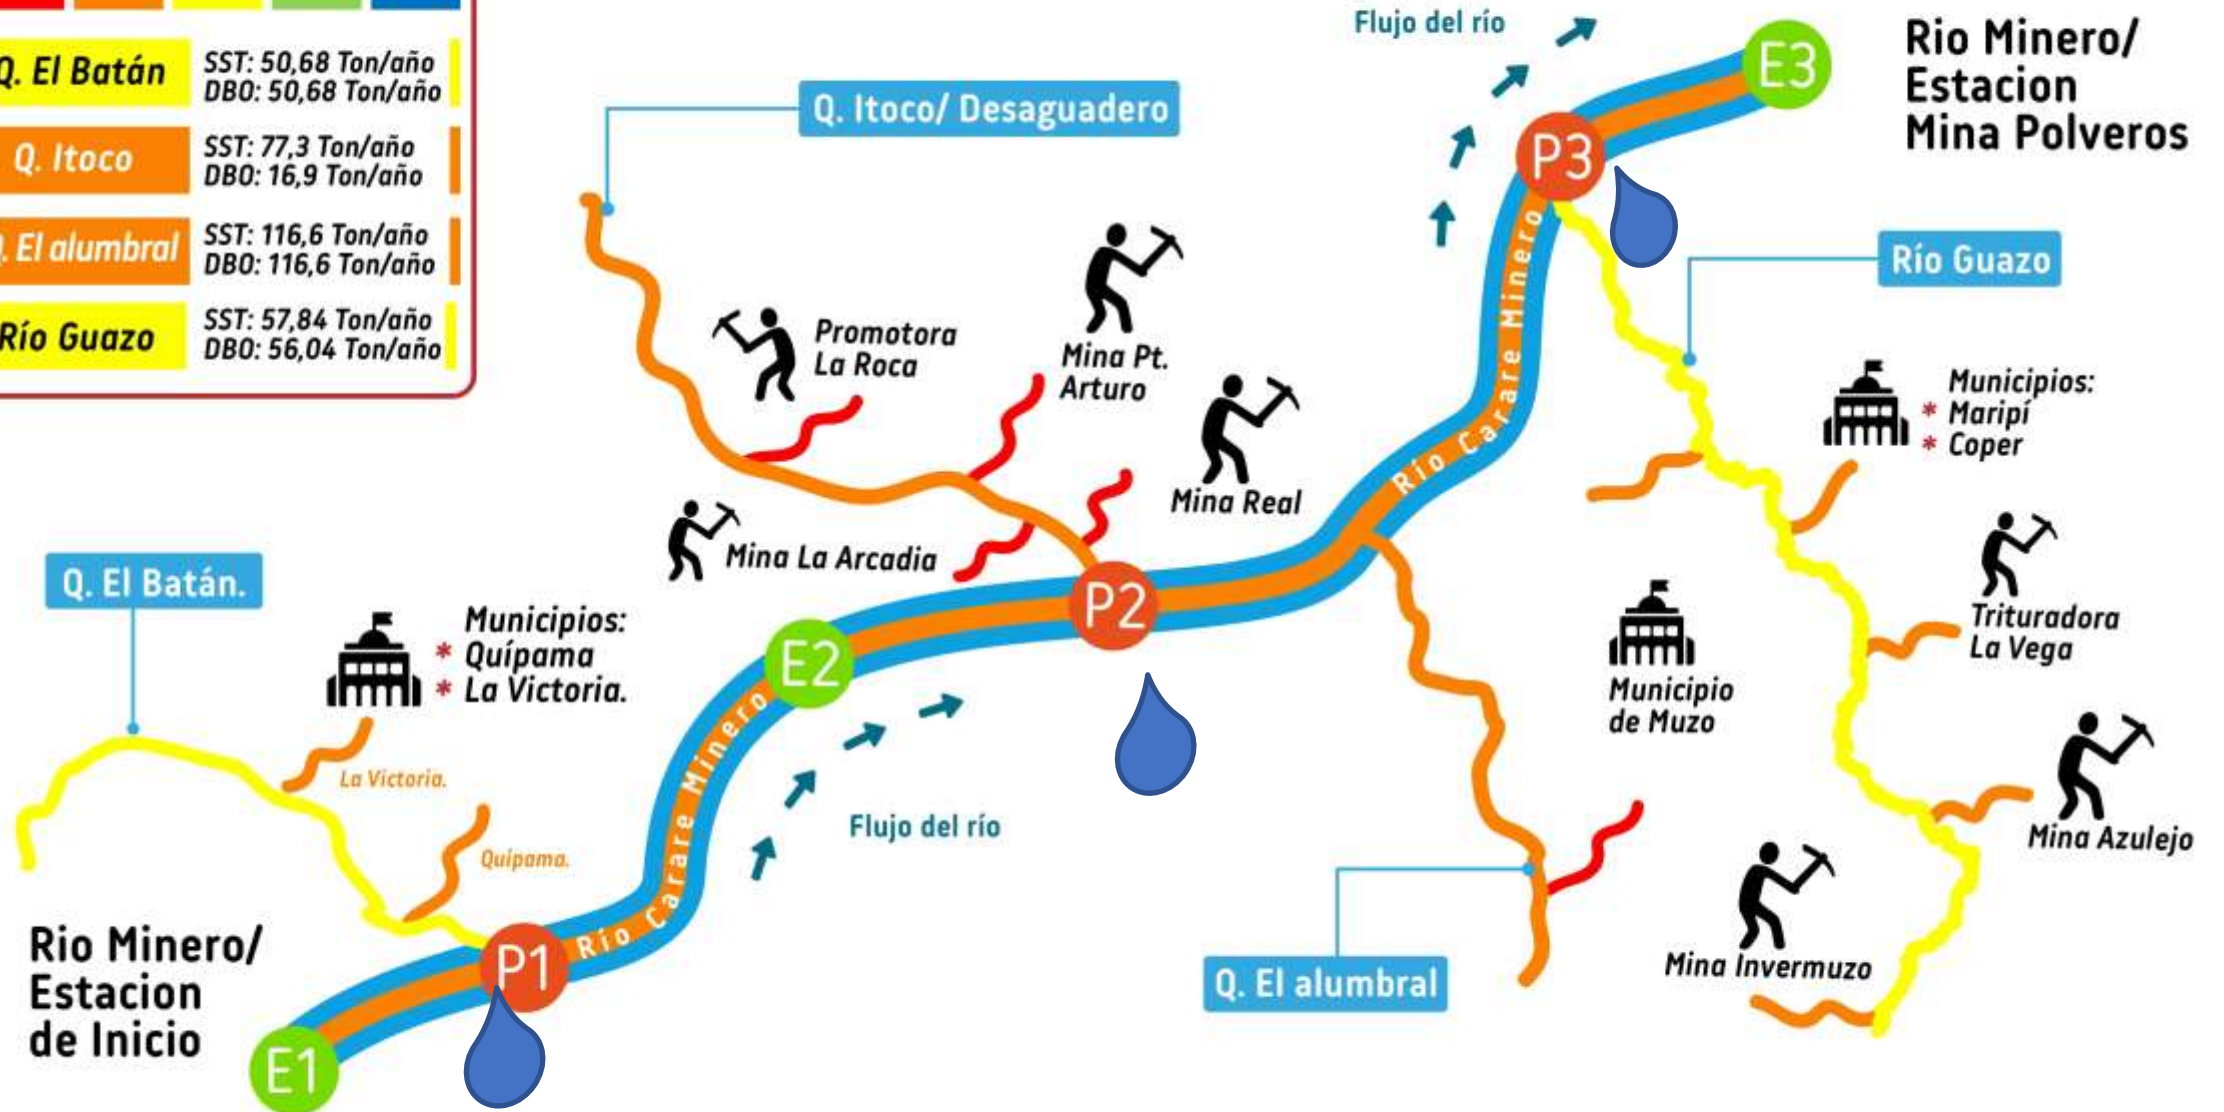 Q. El Batán
SST: 50,68 Ton/año
DBO: 50,68 Ton/año
Q. Itoco
SST: 77,3 Ton/año
DBO: 16,9 Ton/año
. El alumbral
SST: 116,6 Ton/año
DBO: 116,6 Ton/año
Río Guazo
SST: 57,84 Ton/año
DBO: 56,04 Ton/año
Flujo del río
E3
Rio Minero/
Estacion
Mina Polveros
Q. Itoco/ Desaguadero
P3
Río Guazo
Promotora
La Roca
Mina Pt.
Arturo
Mina Real
Mina La Arcadia
Río Carare Minero
Municipios:
* Maripí
* Coper
Trituradora
La Vega
Q. El Batán.
Municipios:
* Quípama
* La Victoria.
La Victoria.
Quipama.
E2
P2
Río Carare Minero
Flujo del río
Municipio
de Muzo
Mina Azulejo
Mina Invermuzo
Q. El alumbral
Rio Minero/
Estacion
de Inicio
P1
E1